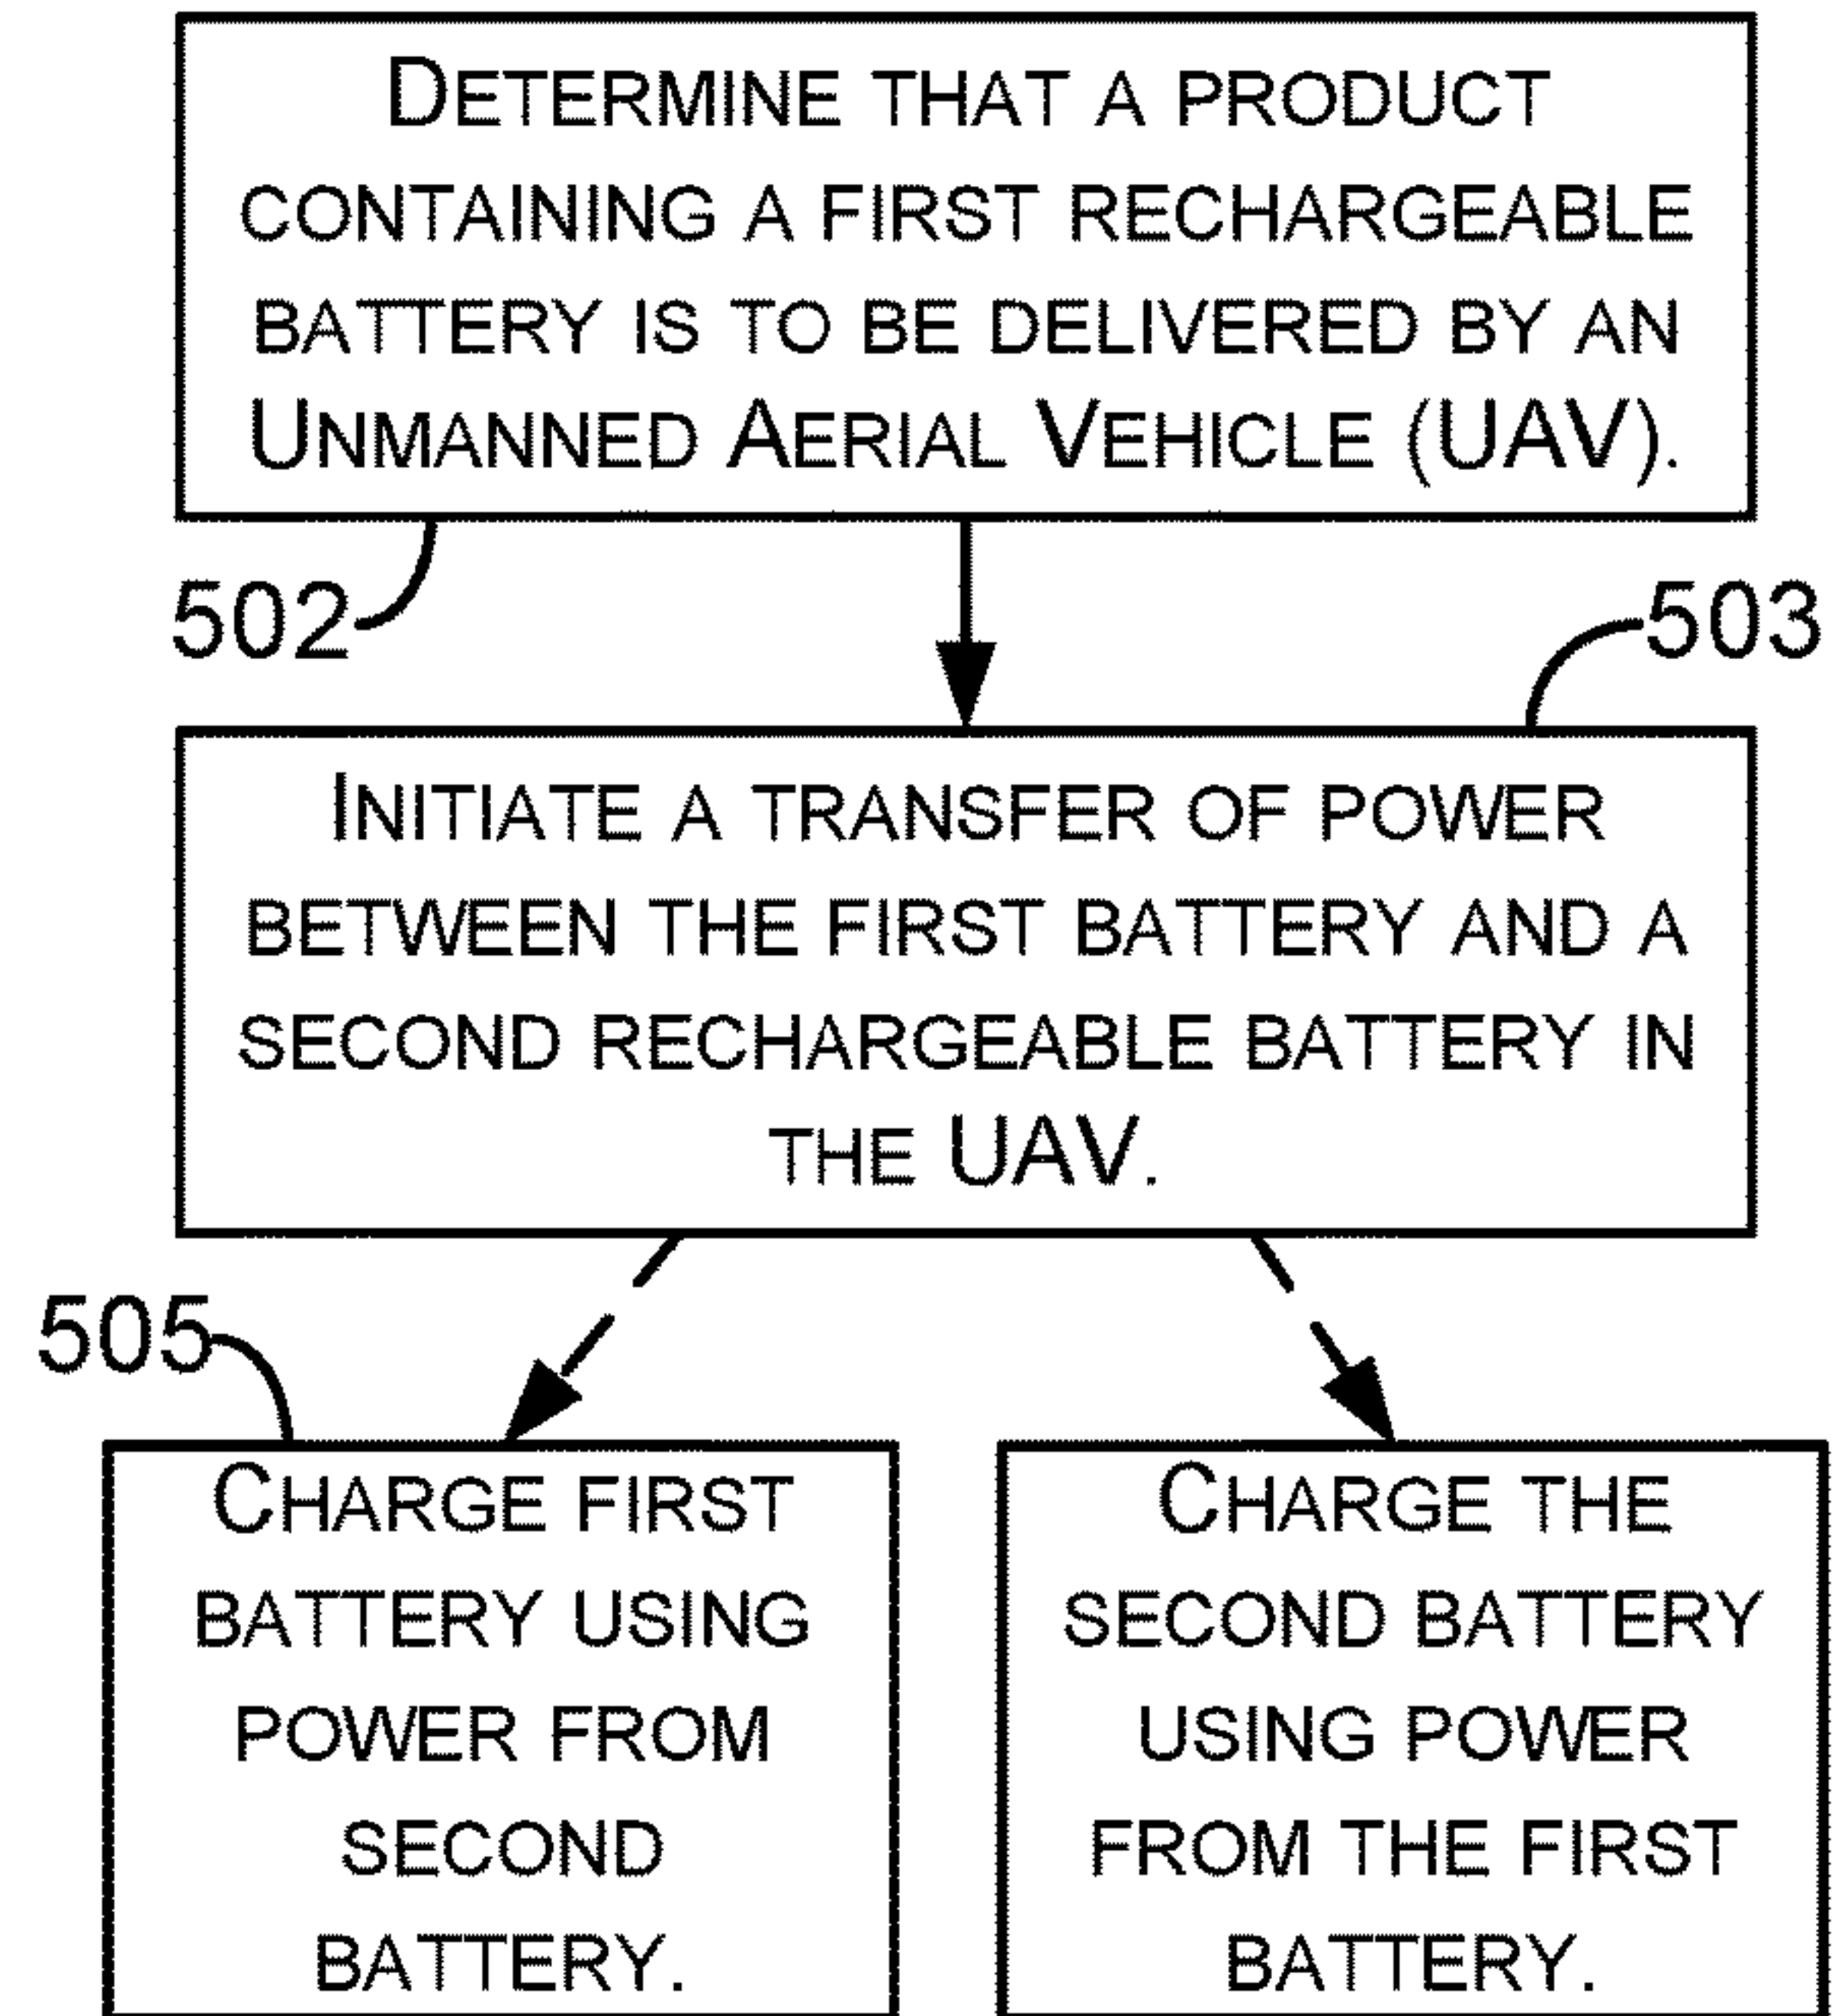 DETERMINE THAT A PRODUCT
CONTAINING A FIRST RECHARGEABLE
BATTERY IS TO BE DELIVERED BY AN
UNMANNED AERIAL VEHICLE (UAV).
502
503
INITIATE A TRANSFER OF POWER
BETWEEN THE FIRST BATTERY AND A
SECOND RECHARGEABLE BATTERY IN
THE UAV.
505
CHARGE FIRST
BATTERY USING
POWER FROM
SECOND
BATTERY.
CHARGE THE
SECOND BATTERY
USING POWER
FROM THE FIRST
BATTERY.